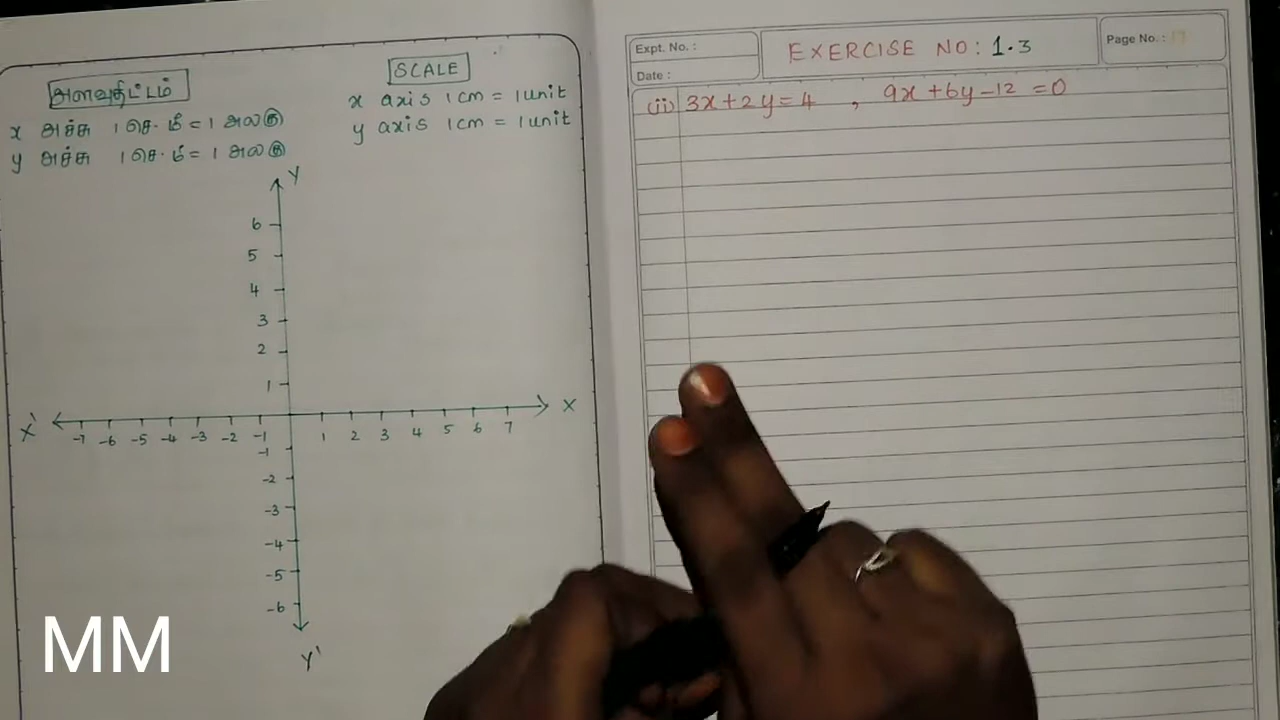 அளவுதிட்டம்
x அச்சு 1 செ.மீ = 1 அலகு
y அச்சு 1 செ.மீ = 1 அலகு
SCALE
x axis 1cm = 1unit
y axis 1cm = 1unit
Y
6
5
4
3
2
1
X' -7 -6 -5 -4 -3 -2 -1 1 2 3 4 5 6 7 X
-1
-2
-3
-4
-5
-6
Y'
MM
Expt. No. :
Date :
EXERCISE NO: 1.3
Page No. :
(ii) 3x+2y=4 , 9x+6y-12=0